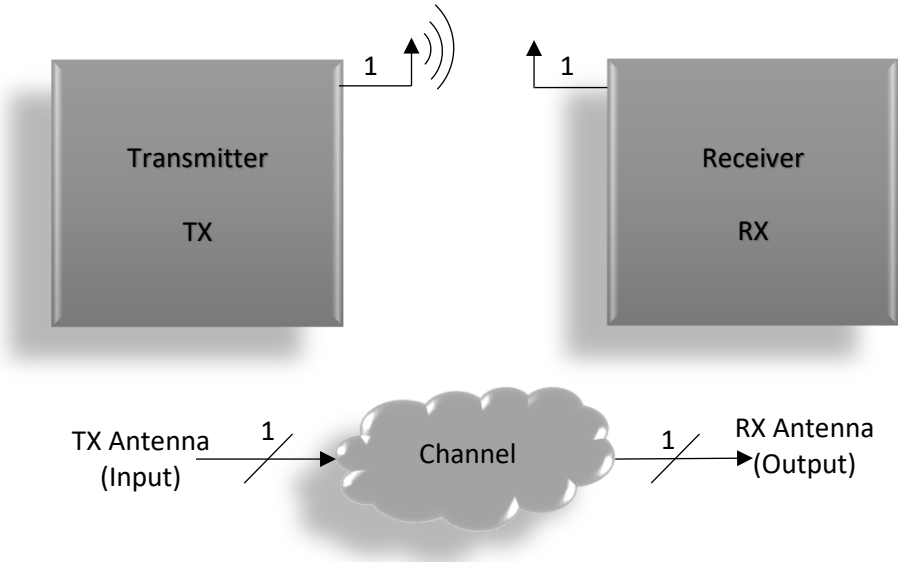 1
1
Transmitter
TX
Receiver
RX
TX Antenna
(Input)
1
Channel
1
RX Antenna
(Output)